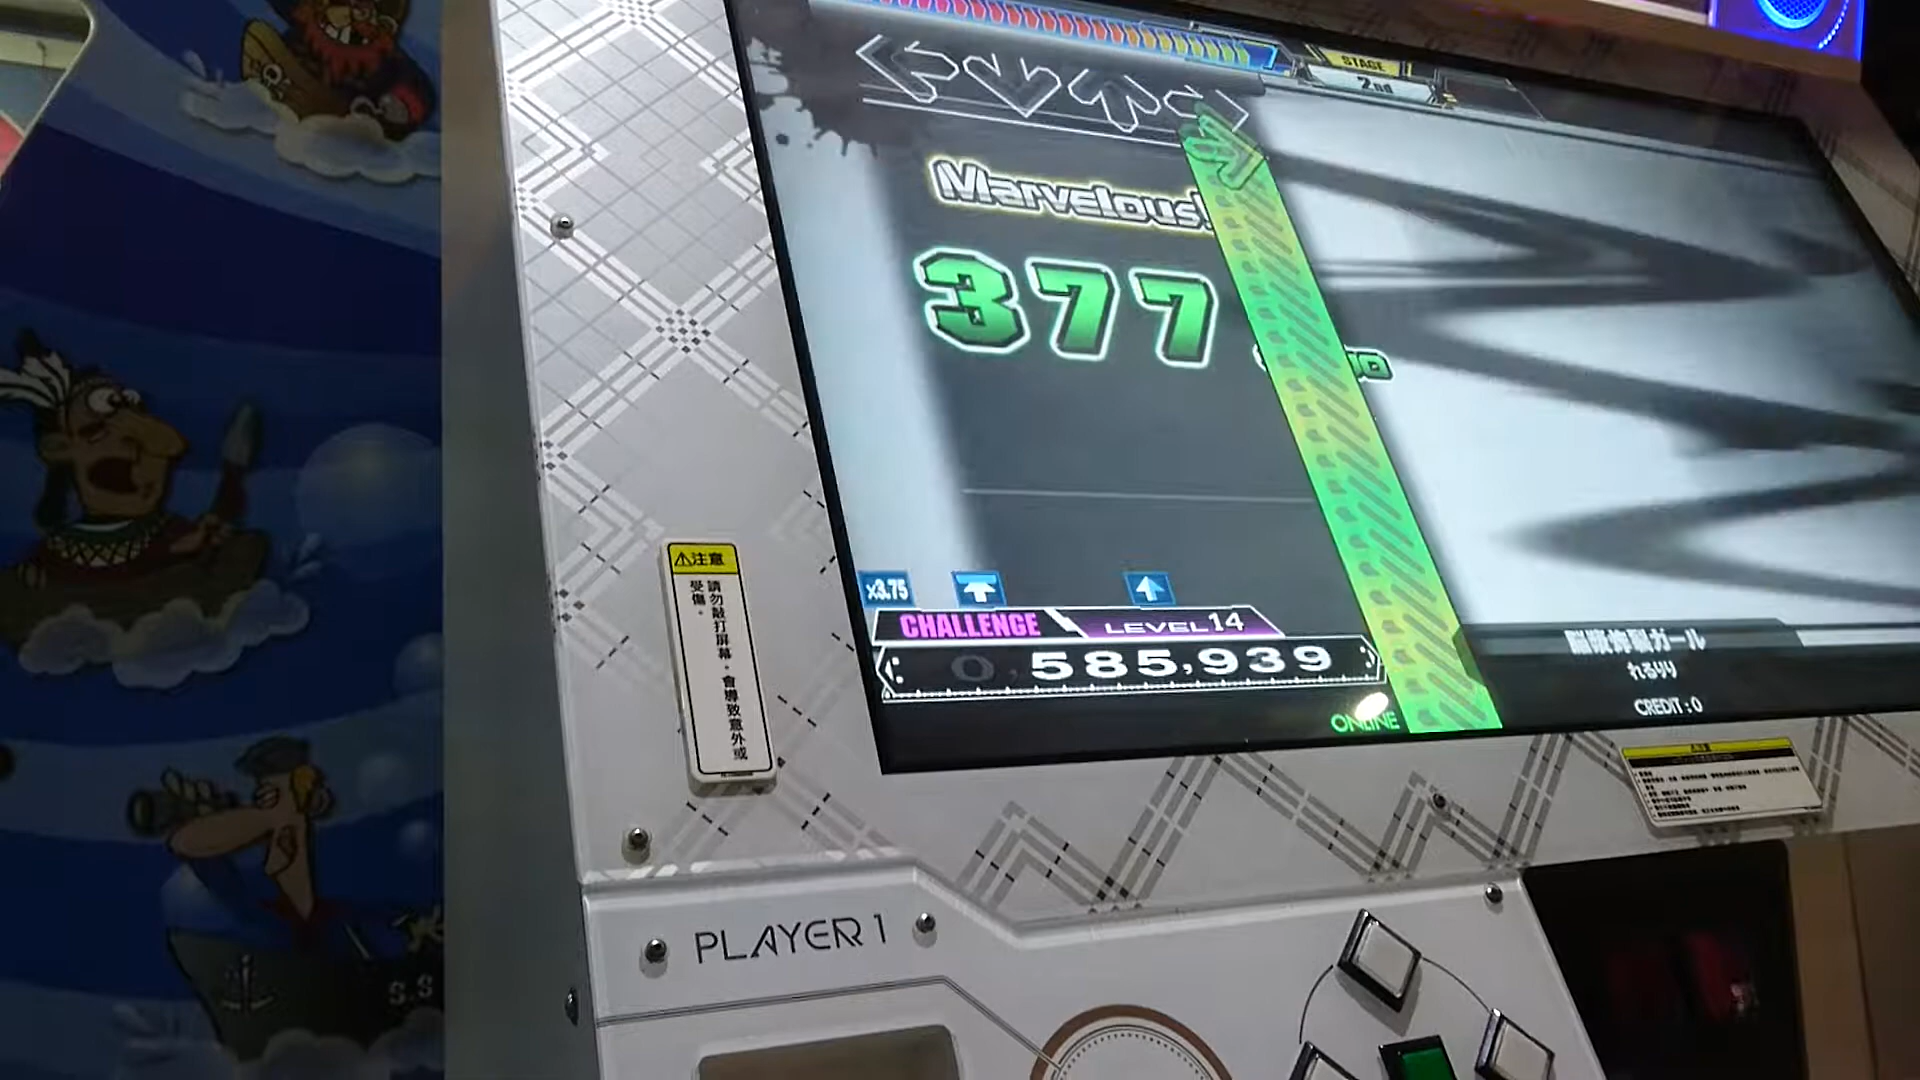 STAGE
2nd
Marvelous!
377
x3.75
CHALLENGE
LEVEL 14
0,585,939
脳漿炸裂ガール
れるりり
ONLINE
CREDIT : 0
⚠注意
請勿敲打屏幕。會導致意外或
受傷。
PLAYER 1
S.S